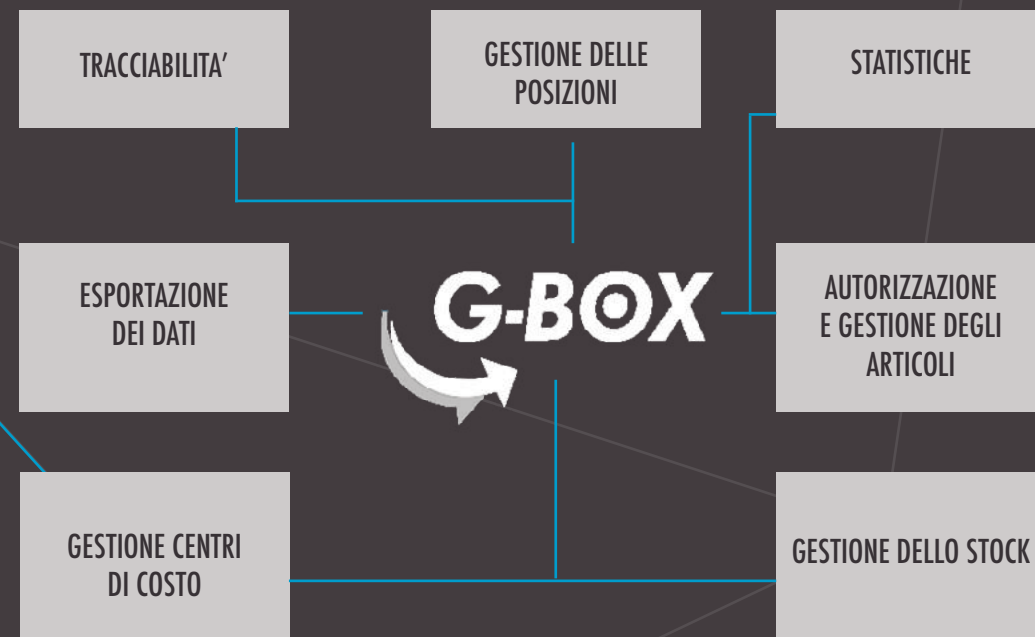 TRACCIABILITA’
GESTIONE DELLE
POSIZIONI
STATISTICHE
ESPORTAZIONE
DEI DATI
G-BOX
AUTORIZZAZIONE
E GESTIONE DEGLI
ARTICOLI
GESTIONE CENTRI
DI COSTO
GESTIONE DELLO STOCK